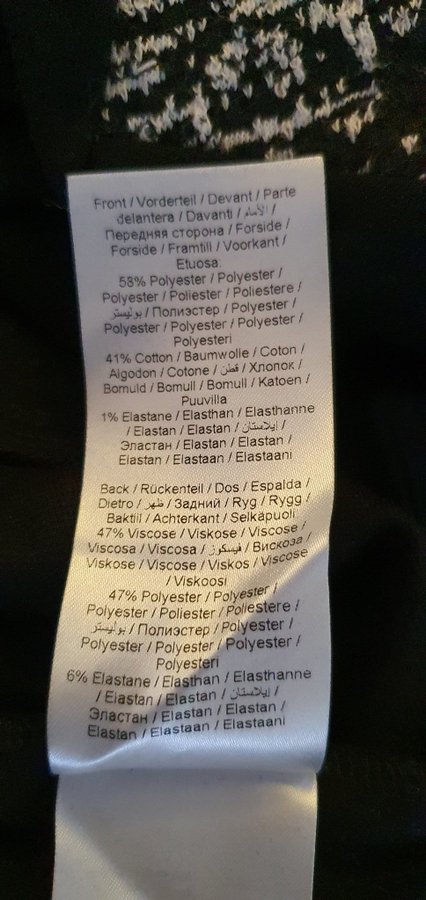 Front / Vorderteil / Devant / Parte
delantera / Davanti / الأمام /
Передняя сторона / Forside /
Forside / Framtill / Voorkant /
Etuosa:
58% Polyester / Polyester /
Polyester / Poliester / Poliestere /
بوليستر / Полиэстер / Polyester /
Polyester / Polyester / Polyester /
Polyesteri
41% Cotton / Baumwolle / Coton /
Algodon / Cotone / قطن / Хлопок /
Bomuld / Bomull / Bomull / Katoen /
Puuvilla
1% Elastane / Elasthan / Elasthanne
/ Elastan / Elastan / إيلاستان /
Эластан / Elastan / Elastan /
Elastan / Elastaan / Elastaani
Back / Rückenteil / Dos / Espalda /
Dietro / ظهر / Задний / Ryg / Rygg /
Baktill / Achterkant / Selkäpuoli
47% Viscose / Viskose / Viscose /
Viscosa / Viscosa / فيسكوز / Вискоза /
Viskose / Viscose / Viskos / Viscose
/ Viskoosi
47% Polyester / Polyester /
Polyester / Poliester / Poliestere /
بوليستر / Полиэстер / Polyester /
Polyester / Polyester / Polyester /
Polyesteri
6% Elastane / Elasthan / Elasthanne
/ Elastan / Elastan / إيلاستان /
Эластан / Elastan / Elastan /
Elastan / Elastaan / Elastaani